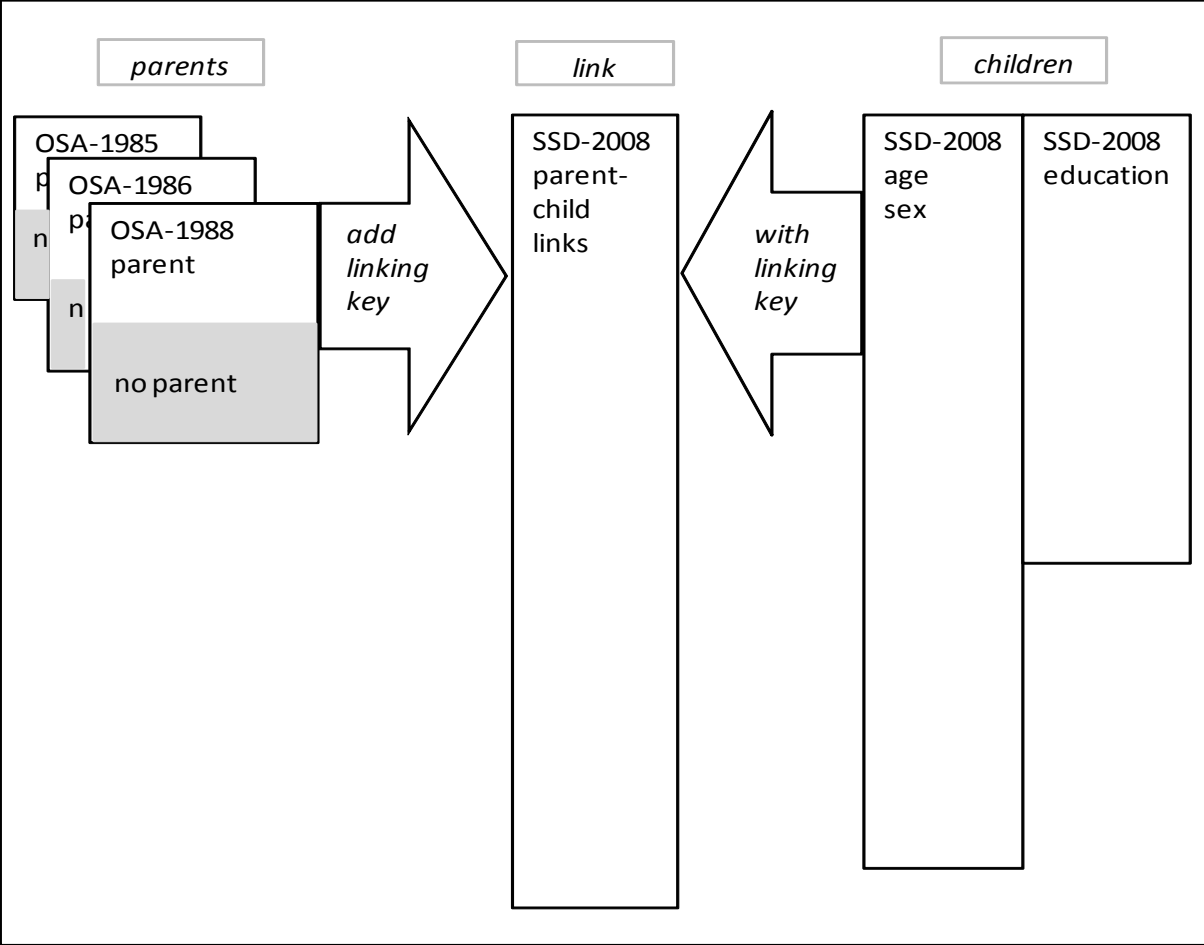 parents
link
children
OSA-1985
p
n
OSA-1986
pa
n
OSA-1988
parent
no parent
add
linking
key
SSD-2008
parent-
child
links
with
linking
key
SSD-2008
age
sex
SSD-2008
education